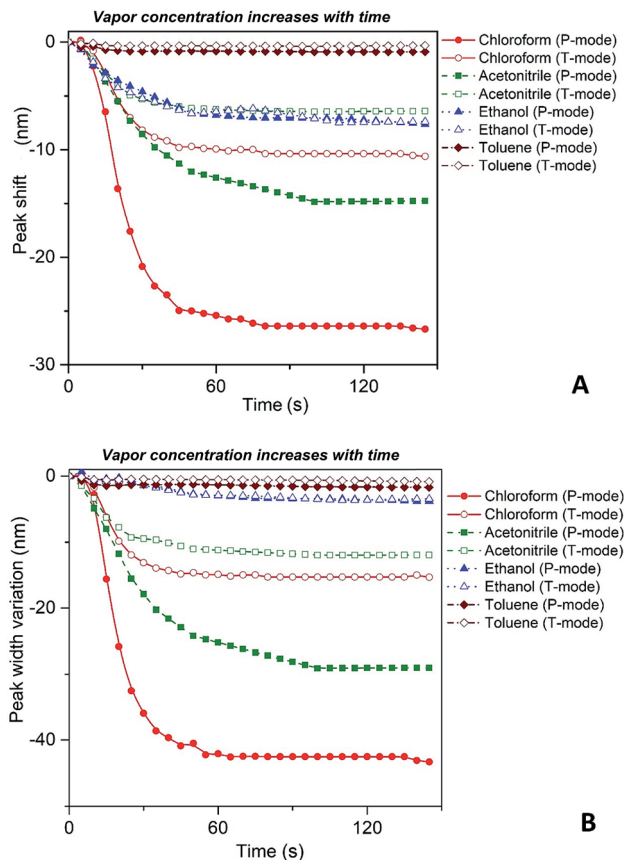 Vapor concentration increases with time
0
-10
-20
-30
Peak shift (nm)
0
60
120
Time (s)
Chloroform (P-mode)
Chloroform (T-mode)
Acetonitrile (P-mode)
Acetonitrile (T-mode)
Ethanol (P-mode)
Ethanol (T-mode)
Toluene (P-mode)
Toluene (T-mode)
A
Vapor concentration increases with time
0
-20
-40
Peak width variation (nm)
0
60
120
Time (s)
Chloroform (P-mode)
Chloroform (T-mode)
Acetonitrile (P-mode)
Acetonitrile (T-mode)
Ethanol (P-mode)
Ethanol (T-mode)
Toluene (P-mode)
Toluene (T-mode)
B